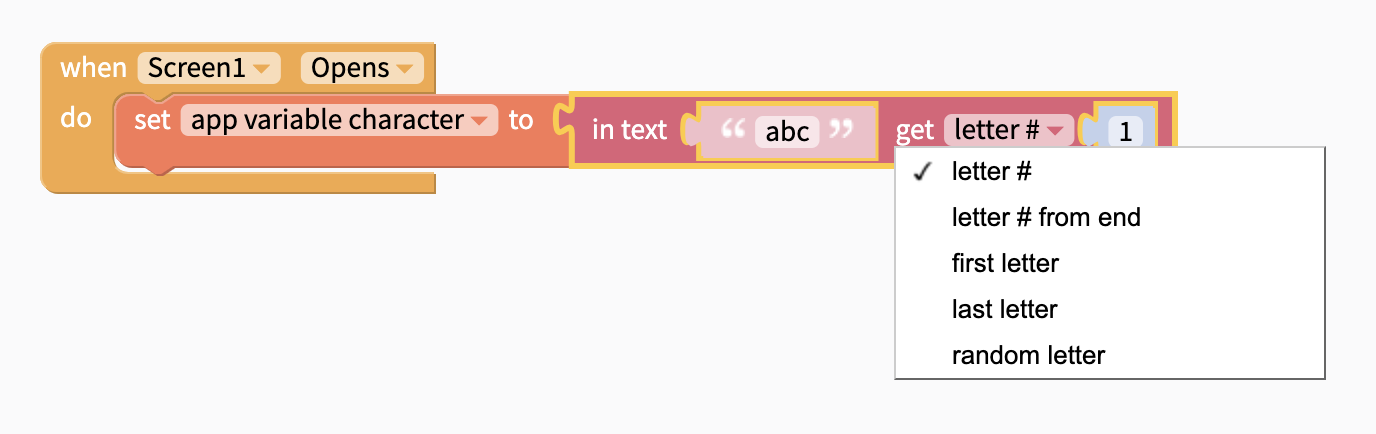 when Screen1 Opens
do set app variable character to in text “ abc ” get letter # 1
✓ letter #
letter # from end
first letter
last letter
random letter